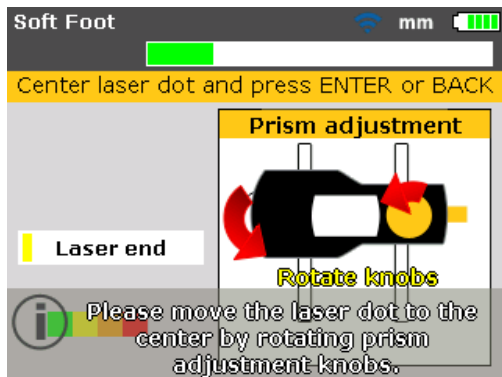 Soft Foot mm
Center laser dot and press ENTER or BACK
Prism adjustment
Laser end
Rotate knobs
Please move the laser dot to the
center by rotating prism
adjustment knobs.